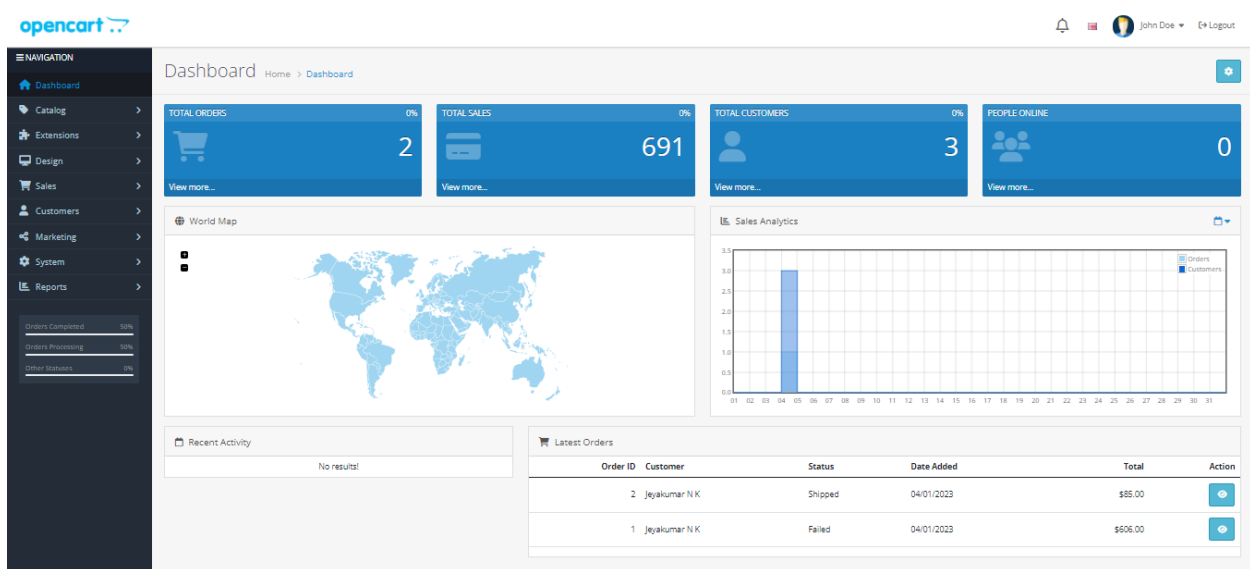 opencart
John Doe Logout
NAVIGATION
Dashboard
Catalog
Extensions
Design
Sales
Customers
Marketing
System
Reports
Orders Completed 50%
Orders Processing 50%
Other Statuses 0%
Dashboard Home > Dashboard
TOTAL ORDERS 0%
2
View more...
TOTAL SALES 0%
691
View more...
TOTAL CUSTOMERS 0%
3
View more...
PEOPLE ONLINE
0
View more...
World Map
Sales Analytics
Orders
Customers
3.5
3.0
2.5
2.0
1.5
1.0
0.5
0.0
01 02 03 04 05 06 07 08 09 10 11 12 13 14 15 16 17 18 19 20 21 22 23 24 25 26 27 28 29 30 31
Recent Activity
No results!
Latest Orders
Order ID Customer Status Date Added Total Action
2 Jeyakumar N K Shipped 04/01/2023 $85.00
1 Jeyakumar N K Failed 04/01/2023 $606.00